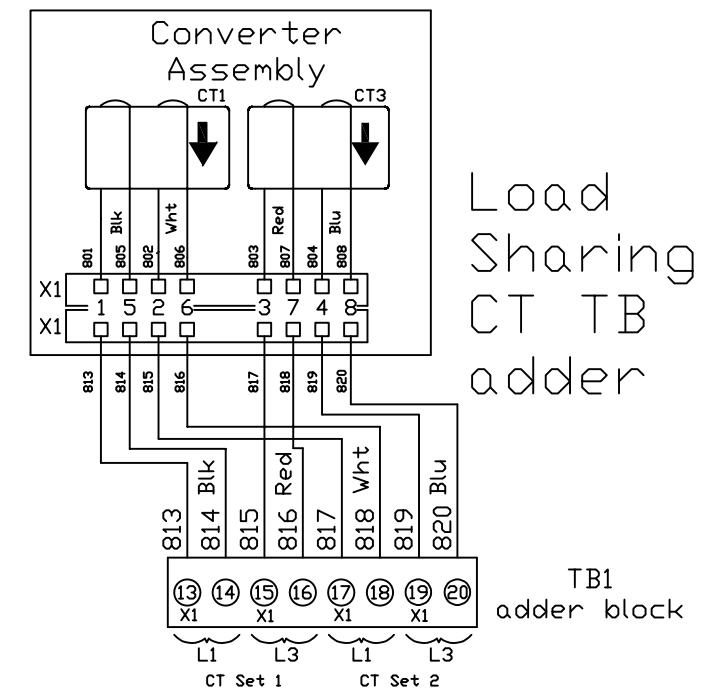 Converter
Assembly
CT1
CT3
Blk
Wht
Red
Blu
801
805
802
806
803
807
804
808
X1
1 5 2 6 3 7 4 8
X1
813
814
815
816
817
818
819
820
Load
Sharing
CT TB
adder
Blk
Red
Wht
Blu
813
814
815
816
817
818
819
820
13 14 15 16 17 18 19 20
X1 X1 X1 X1
L1 L3 L1 L3
CT Set 1 CT Set 2
TB1
adder block